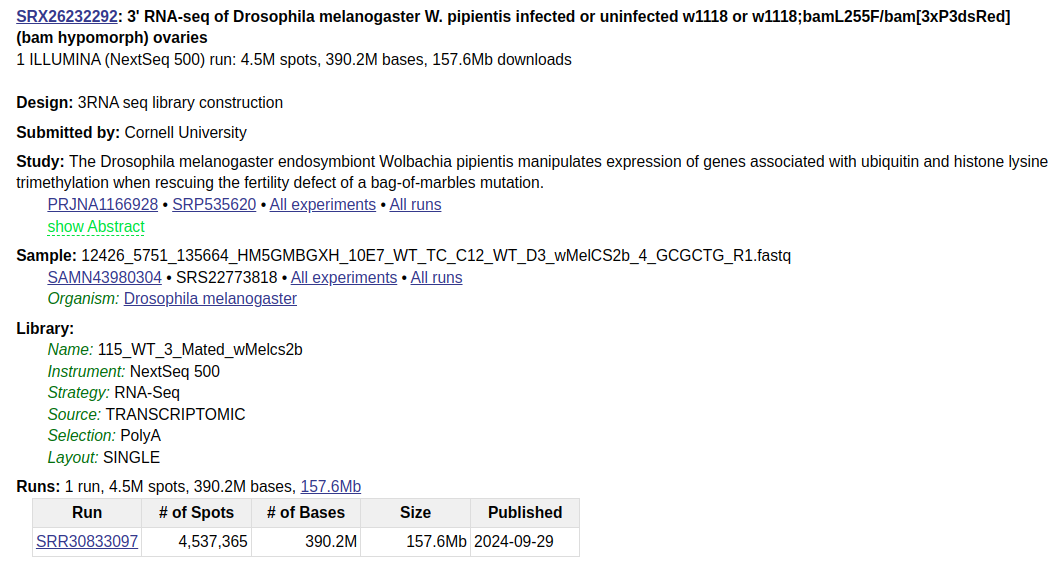 SRX26232292: 3' RNA-seq of Drosophila melanogaster W. pipientis infected or uninfected w1118 or w1118;bamL255F/bam[3xP3dsRed]
(bam hypomorph) ovaries
1 ILLUMINA (NextSeq 500) run: 4.5M spots, 390.2M bases, 157.6Mb downloads
Design: 3RNA seq library construction
Submitted by: Cornell University
Study: The Drosophila melanogaster endosymbiont Wolbachia pipientis manipulates expression of genes associated with ubiquitin and histone lysine
trimethylation when rescuing the fertility defect of a bag-of-marbles mutation.
PRJNA1166928 • SRP535620 • All experiments • All runs
show Abstract
Sample: 12426_5751_135664_HM5GMBGXH_10E7_WT_TC_C12_WT_D3_wMelCS2b_4_GCGCTG_R1.fastq
SAMN43980304 • SRS22773818 • All experiments • All runs
Organism: Drosophila melanogaster
Library:
Name: 115_WT_3_Mated_wMelcs2b
Instrument: NextSeq 500
Strategy: RNA-Seq
Source: TRANSCRIPTOMIC
Selection: PolyA
Layout: SINGLE
Runs: 1 run, 4.5M spots, 390.2M bases, 157.6Mb
Run # of Spots # of Bases Size Published
SRR30833097 4,537,365 390.2M 157.6Mb 2024-09-29